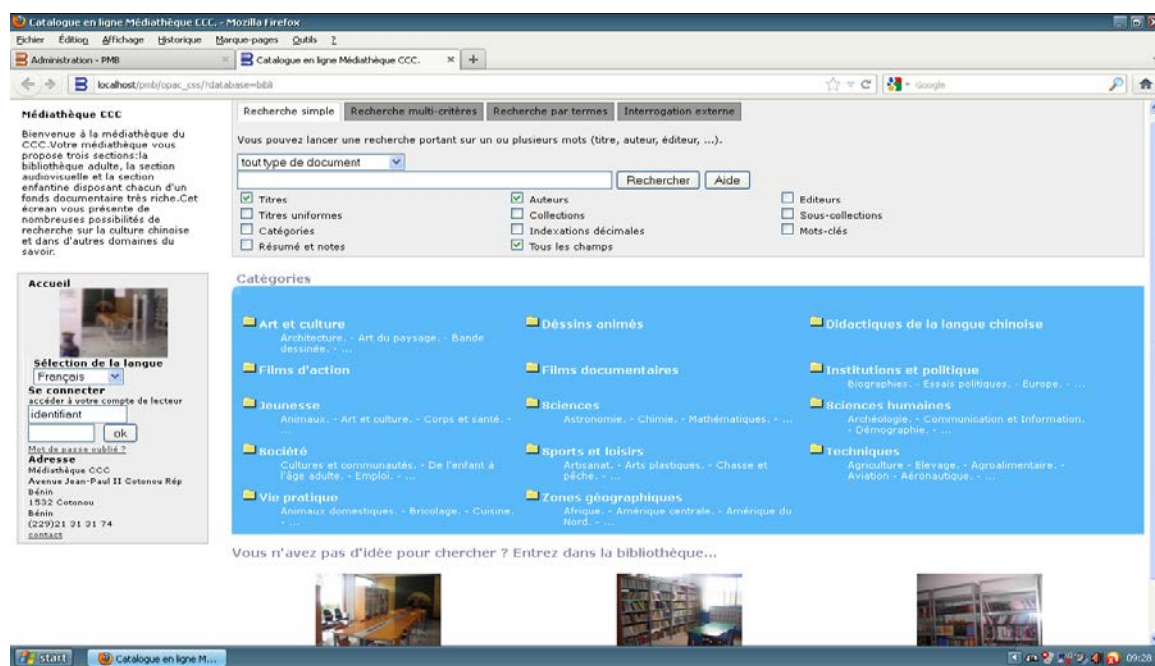 Catalogue en ligne Médiathèque CCC. - Mozilla Firefox
Fichier Édition Affichage Historique Marque-pages Outils ?
Administration - PMB
Catalogue en ligne Médiathèque CCC.
localhost/pmb/opac_css/?database=bibli
Google
Médiathèque CCC
Bienvenue à la médiathèque du
CCC.Votre médiathèque vous
propose trois sections:la
bibliothèque adulte, la section
audiovisuelle et la section
enfantine disposant chacun d'un
fonds documentaire très riche.Cet
écrean vous présente de
nombreuses possibilités de
recherche sur la culture chinoise
et dans d'autres domaines du
savoir.
Accueil
Sélection de la langue
Français
Se connecter
accéder à votre compte de lecteur
identifiant
ok
Mot de passe oublié ?
Adresse
Médiathèque CCC
Avenue Jean-Paul II Cotonou Rép
Bénin
1532 Cotonou
Bénin
(229)21 31 31 74
contact
Recherche simple Recherche multi-critères Recherche par termes Interrogation externe
Vous pouvez lancer une recherche portant sur un ou plusieurs mots (titre, auteur, éditeur, ...).
tout type de document
Rechercher Aide
Titres Auteurs Editeurs
Titres uniformes Collections Sous-collections
Catégories Indexations décimales Mots-clés
Résumé et notes Tous les champs
Catégories
Art et culture
Architecture. - Art du paysage. - Bande
dessinée. - ...
Déssins animés
Didactiques de la langue chinoise
Films d'action
Films documentaires
Institutions et politique
Biographies. - Essais politiques. - Europe. - ...
Jeunesse
Animaux. - Art et culture. - Corps et santé. -
...
Sciences
Astronomie. - Chimie. - Mathématiques. - ...
Sciences humaines
Archéologie. - Communication et Information.
- Démographie. - ...
Société
Cultures et communautés. - De l'enfant à
l'âge adulte. - Emploi. - ...
Sports et loisirs
Artisanat. - Arts plastiques. - Chasse et
pêche. - ...
Techniques
Agriculture - Elevage. - Agroalimentaire. -
Aviation - Aéronautique. - ...
Vie pratique
Animaux domestiques. - Bricolage. - Cuisine.
- ...
Zones géographiques
Afrique. - Amérique centrale. - Amérique du
Nord. - ...
Vous n'avez pas d'idée pour chercher ? Entrez dans la bibliothèque...
start
Catalogue en ligne M...
09:28